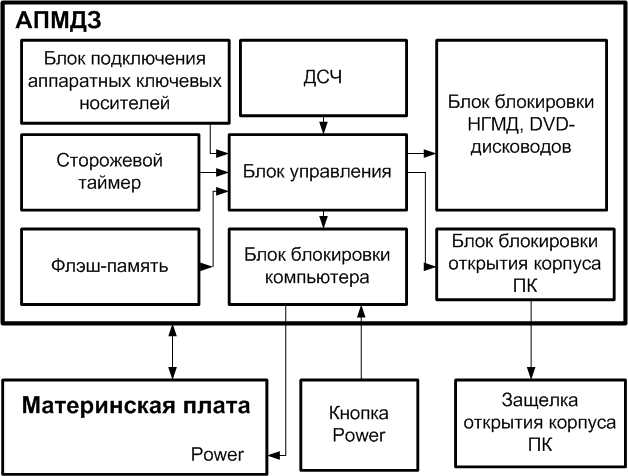 АПМДЗ
Блок подключения
аппаратных ключевых
носителей
ДСЧ
Блок блокировки
НГМД, DVD-
дисководов
Сторожевой
таймер
Блок управления
Флэш-память
Блок блокировки
компьютера
Блок блокировки
открытия корпуса
ПК
Материнская плата
Power
Кнопка
Power
Защелка
открытия корпуса
ПК